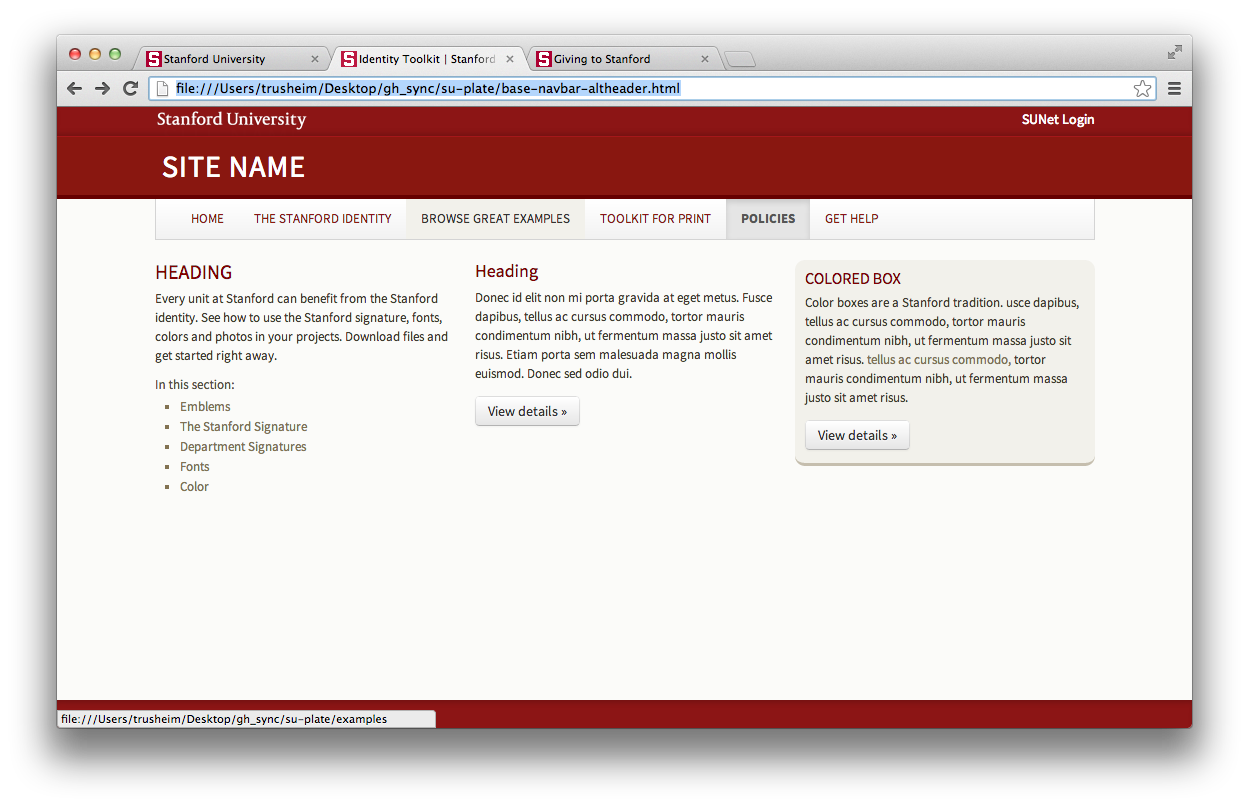 Stanford University
Identity Toolkit | Stanford
Giving to Stanford
file:///Users/trusheim/Desktop/gh_sync/su-plate/base-navbar-altheader.html
Stanford University
SUNet Login
SITE NAME
HOME
THE STANFORD IDENTITY
BROWSE GREAT EXAMPLES
TOOLKIT FOR PRINT
POLICIES
GET HELP
HEADING
Every unit at Stanford can benefit from the Stanford
identity. See how to use the Stanford signature, fonts,
colors and photos in your projects. Download files and
get started right away.
In this section:
Emblems
The Stanford Signature
Department Signatures
Fonts
Color
Heading
Donec id elit non mi porta gravida at eget metus. Fusce
dapibus, tellus ac cursus commodo, tortor mauris
condimentum nibh, ut fermentum massa justo sit amet
risus. Etiam porta sem malesuada magna mollis
euismod. Donec sed odio dui.
View details »
COLORED BOX
Color boxes are a Stanford tradition. usce dapibus,
tellus ac cursus commodo, tortor mauris
condimentum nibh, ut fermentum massa justo sit
amet risus. tellus ac cursus commodo, tortor
mauris condimentum nibh, ut fermentum massa
justo sit amet risus.
View details »
file:///Users/trusheim/Desktop/gh_sync/su-plate/examples